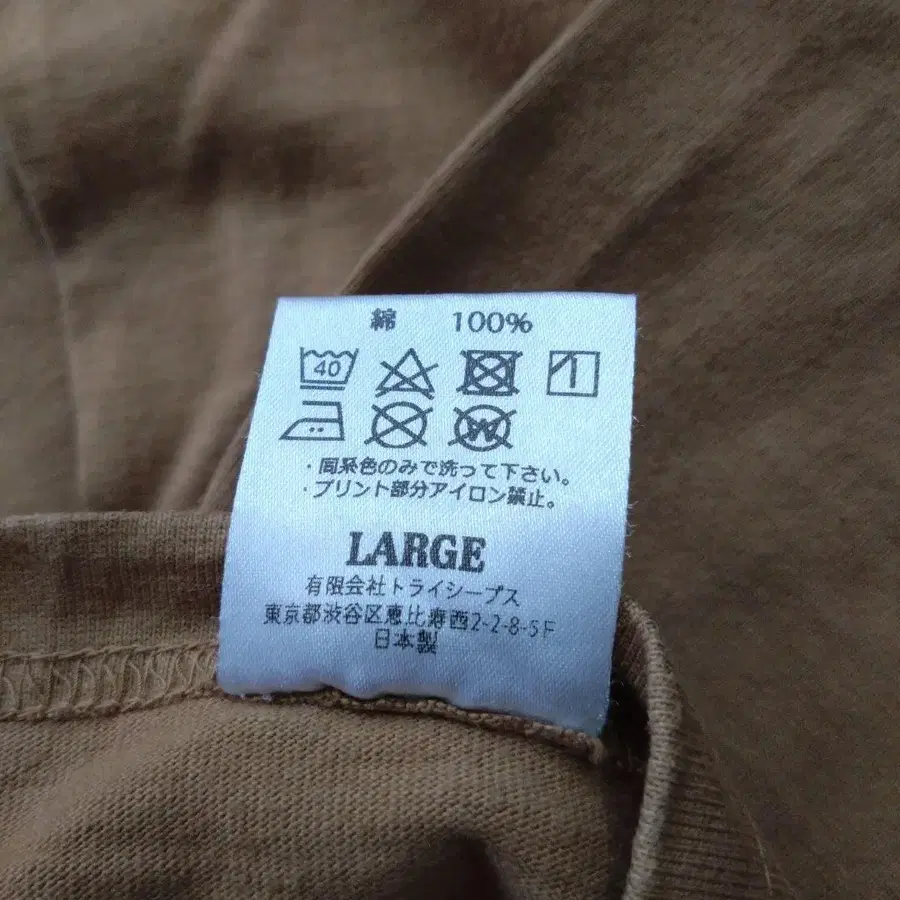 綿 100%
40
W
・同系色のみで洗って下さい。
・プリント部分アイロン禁止。
LARGE
有限会社トライシープス
東京都渋谷区恵比寿西2-2-8-5F
日本製